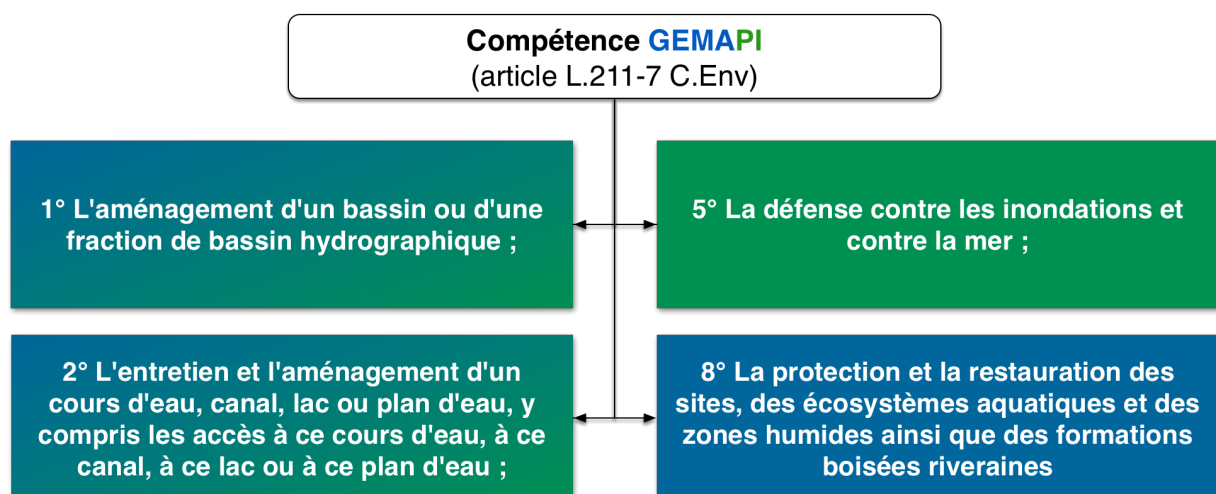 Compétence GEMAPI
(article L.211-7 C.Env)
1° L'aménagement d'un bassin ou d'une
fraction de bassin hydrographique ;
5° La défense contre les inondations et
contre la mer ;
2° L'entretien et l'aménagement d'un
cours d'eau, canal, lac ou plan d'eau, y
compris les accès à ce cours d'eau, à ce
canal, à ce lac ou à ce plan d'eau ;
8° La protection et la restauration des
sites, des écosystèmes aquatiques et des
zones humides ainsi que des formations
boisées riveraines